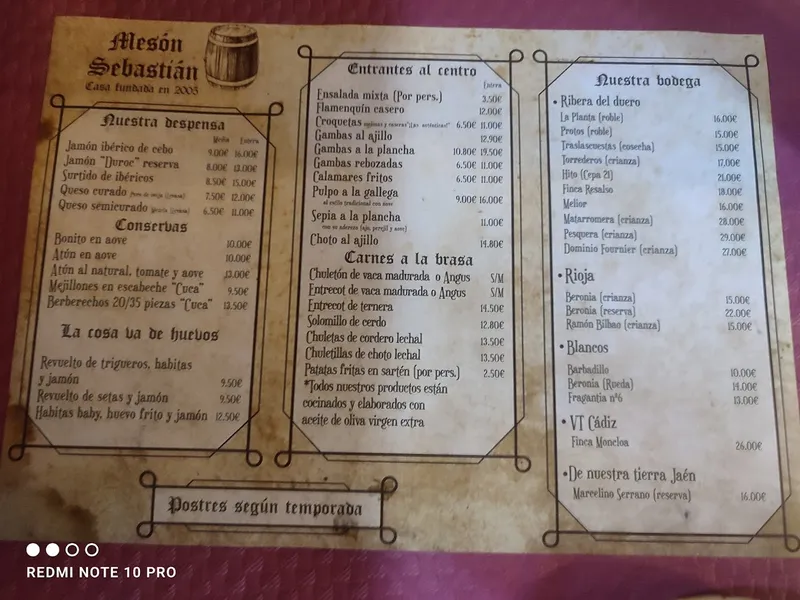 Mesón
Sebastián
Casa fundada en 2005
Nuestra despensa
Media Entera
Jamón ibérico de cebo 9.00€ 16.00€
Jamón "Duroc" reserva 8.00€ 13.00€
Surtido de ibéricos 8.50€ 15.00€
Queso curado 7.50€ 12.00€
Queso semicurado 6.50€ 11.00€
Conservas
Bonito en aove 10.00€
Atún en aove 10.00€
Atún al natural, tomate y aove 13.00€
Mejillones en escabeche "Cuca" 9.50€
Berberechos 20/35 piezas "Cuca" 13.50€
La cosa va de huevos
Revuelto de trigueros, habitas
y jamón 9.50€
Revuelto de setas y jamón 9.50€
Habitas baby, huevo frito y jamón 12.50€
Postres según temporada
Entrantes al centro
Entera
Ensalada mixta (Por pers.) 3.50€
Flamenquín casero 12.00€
Croquetas 6.50€ 11.00€
Gambas al ajillo 12.90€
Gambas a la plancha 10.80€ 19.50€
Gambas rebozadas 6.50€ 11.00€
Calamares fritos 6.50€ 11.00€
Pulpo a la gallega 9.00€ 16.00€
al estilo tradicional con aove
Sepia a la plancha 11.00€
con su aderezo (ajo, perejil y aove)
Choto al ajillo 14.80€
Carnes a la brasa
Chuletón de vaca madurada o Angus S/M
Entrecot de vaca madurada o Angus S/M
Entrecot de ternera 14.50€
Solomillo de cerdo 12.80€
Chuletas de cordero lechal 13.50€
Chuletillas de choto lechal 13.50€
Patatas fritas en sartén (por pers.) 2.50€
*Todos nuestros productos están
cocinados y elaborados con
aceite de oliva virgen extra
Nuestra bodega
• Ribera del duero
La Planta (roble) 16.00€
Protos (roble) 15.00€
Traslascuestas (cosecha) 15.00€
Torrederos (crianza) 17.00€
Hito (Cepa 21) 21.00€
Finca Resalso 18.00€
Melior 16.00€
Matarromera (crianza) 28.00€
Pesquera (crianza) 29.00€
Dominio Fournier (crianza) 27.00€
• Rioja
Beronia (crianza) 15.00€
Beronia (reserva) 22.00€
Ramón Bilbao (crianza) 15.00€
• Blancos
Barbadillo 10.00€
Beronia (Rueda) 14.00€
Fragantia nº6 13.00€
• VT Cádiz
Finca Moncloa 26.00€
• De nuestra tierra Jaén
Marcelino Serrano (reserva) 16.00€
REDMI NOTE 10 PRO